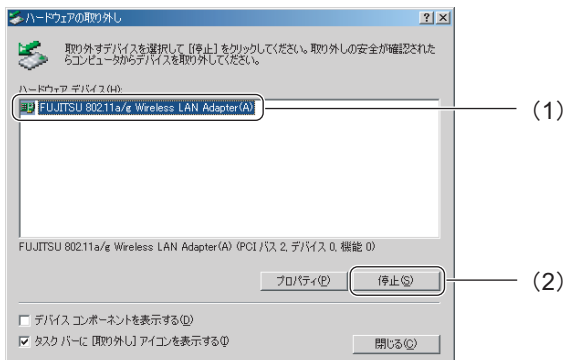 ハードウェアの取り外し
取り外すデバイスを選択して [停止] をクリックしてください。取り外しの安全が確認された
らコンピュータからデバイスを取り外してください。
ハードウェア デバイス(H):
FUJITSU 802.11a/g Wireless LAN Adapter(A)
(1)
FUJITSU 802.11a/g Wireless LAN Adapter(A) (PCI バス 2, デバイス 0, 機能 0)
プロパティ(P)
停止(S)
(2)
デバイス コンポーネントを表示する(D)
タスク バーに [取り外し] アイコンを表示する(I)
閉じる(C)